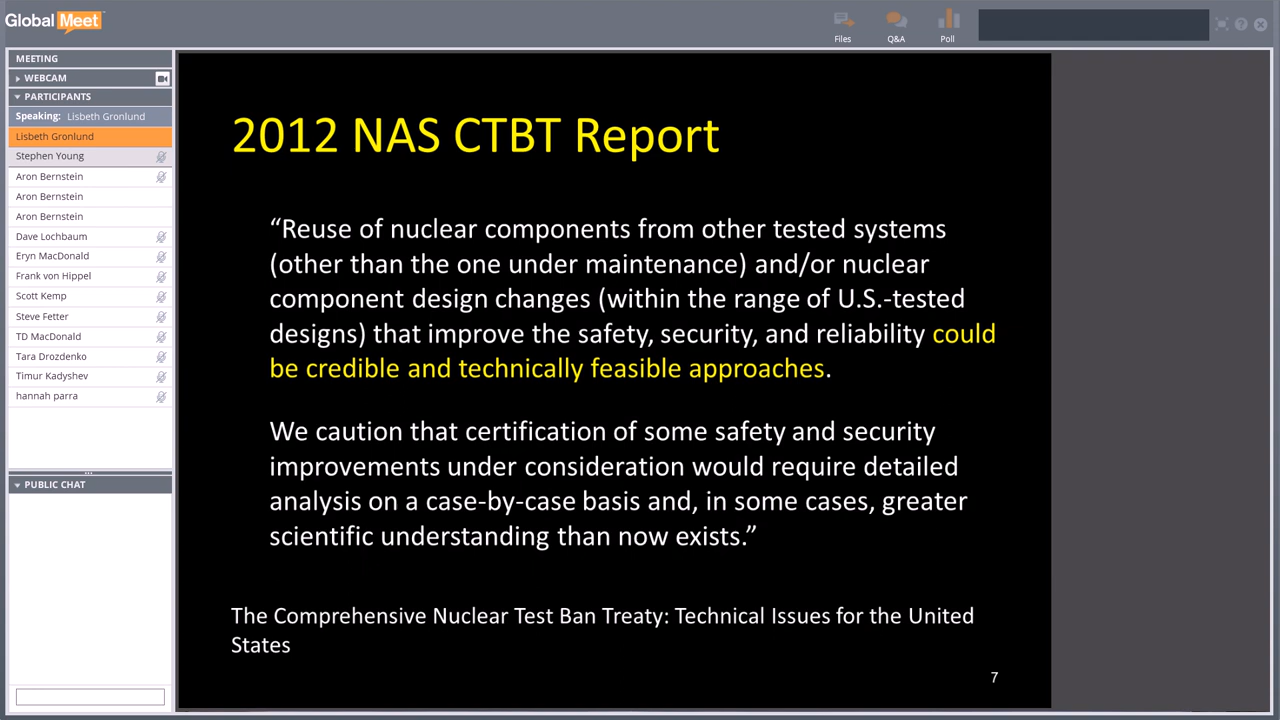 Global Meet
Files
Q&A
Poll
MEETING
WEBCAM
PARTICIPANTS
Speaking: Lisbeth Gronlund
Lisbeth Gronlund
Stephen Young
Aron Bernstein
Aron Bernstein
Aron Bernstein
Dave Lochbaum
Eryn MacDonald
Frank von Hippel
Scott Kemp
Steve Fetter
TD MacDonald
Tara Drozdenko
Timur Kadyshev
hannah parra
PUBLIC CHAT
2012 NAS CTBT Report
“Reuse of nuclear components from other tested systems
(other than the one under maintenance) and/or nuclear
component design changes (within the range of U.S.-tested
designs) that improve the safety, security, and reliability could
be credible and technically feasible approaches.
We caution that certification of some safety and security
improvements under consideration would require detailed
analysis on a case-by-case basis and, in some cases, greater
scientific understanding than now exists.”
The Comprehensive Nuclear Test Ban Treaty: Technical Issues for the United
States
7